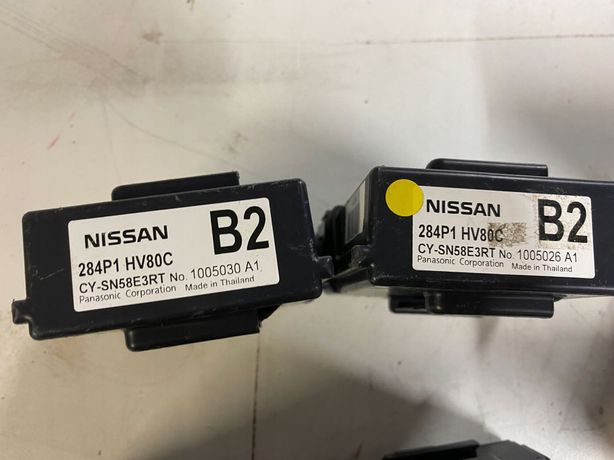 NISSAN B2
284P1 HV80C
CY-SN58E3RT No. 1005030 A1
Panasonic Corporation Made in Thailand
NISSAN B2
284P1 HV80C
CY-SN58E3RT No. 1005026 A1
Panasonic Corporation Made in Thailand